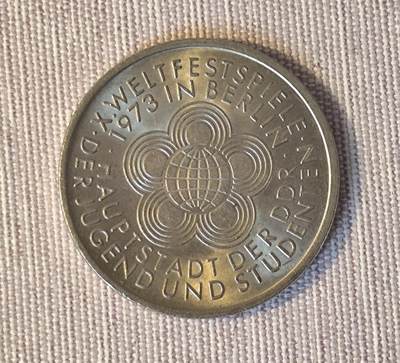 X.WELTFESTSPIELE ·
DER JUGEND UND STUDENTEN ·
1973 IN BERLIN ·
HAUPTSTADT DER DDR ·